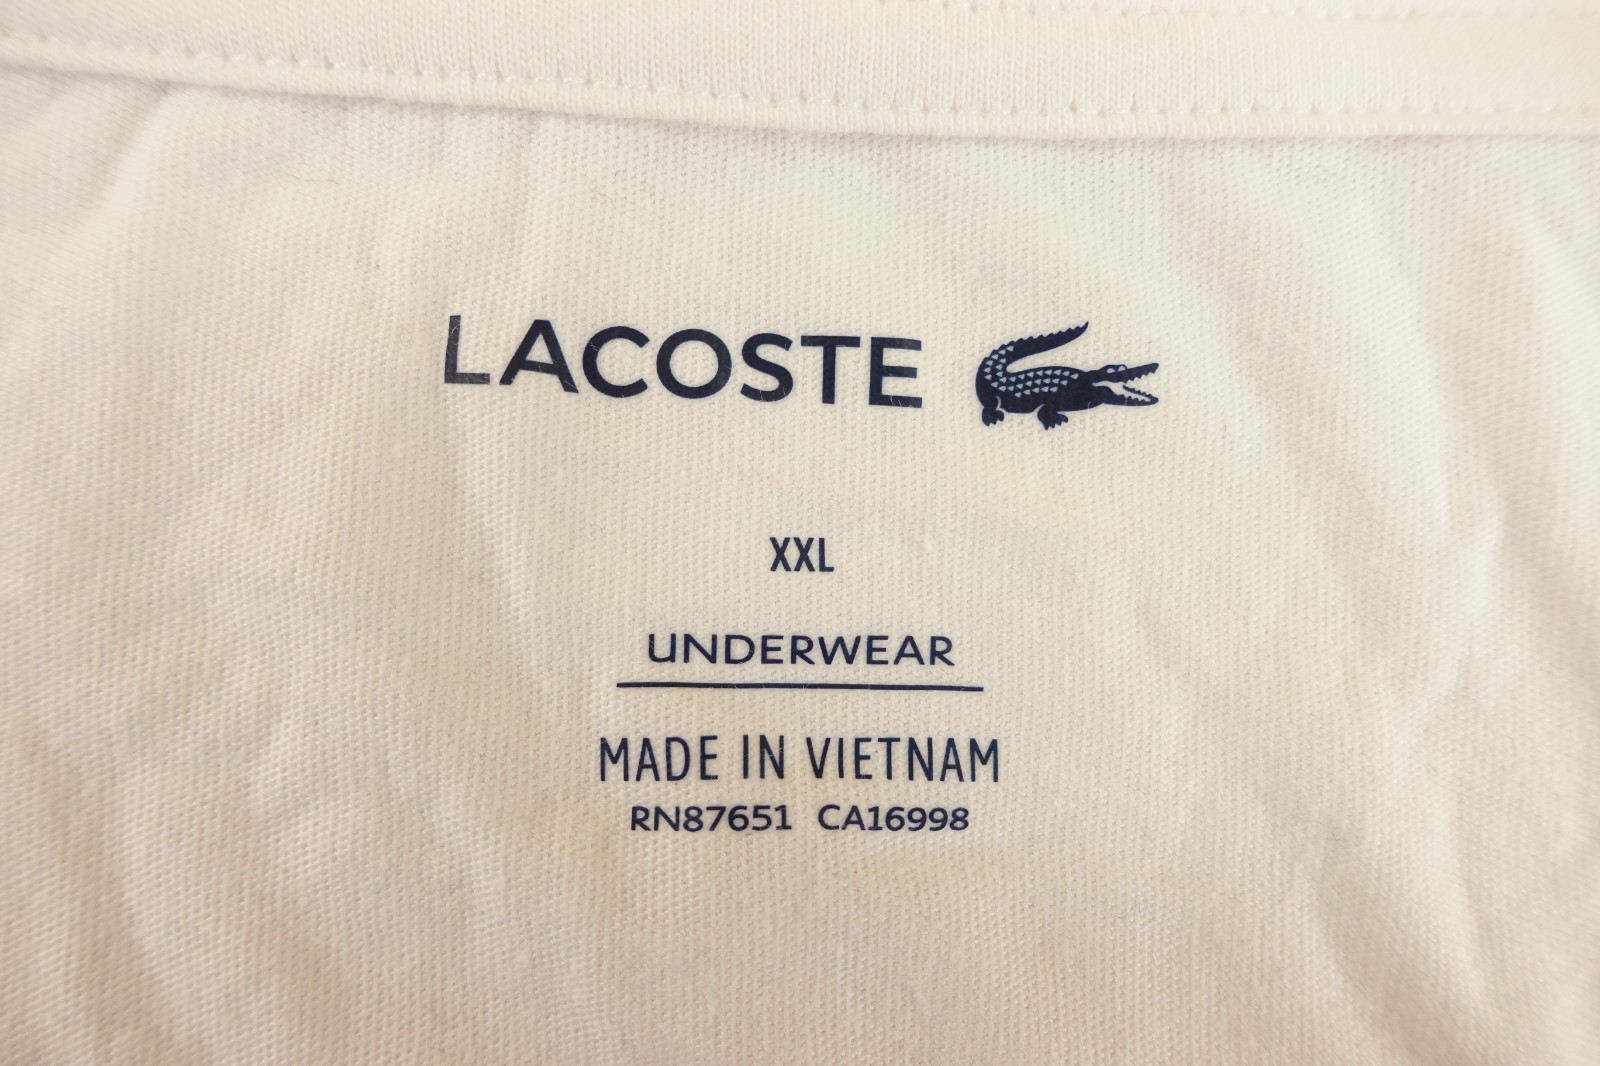 LACOSTE
XXL
UNDERWEAR
MADE IN VIETNAM
RN87651 CA16998